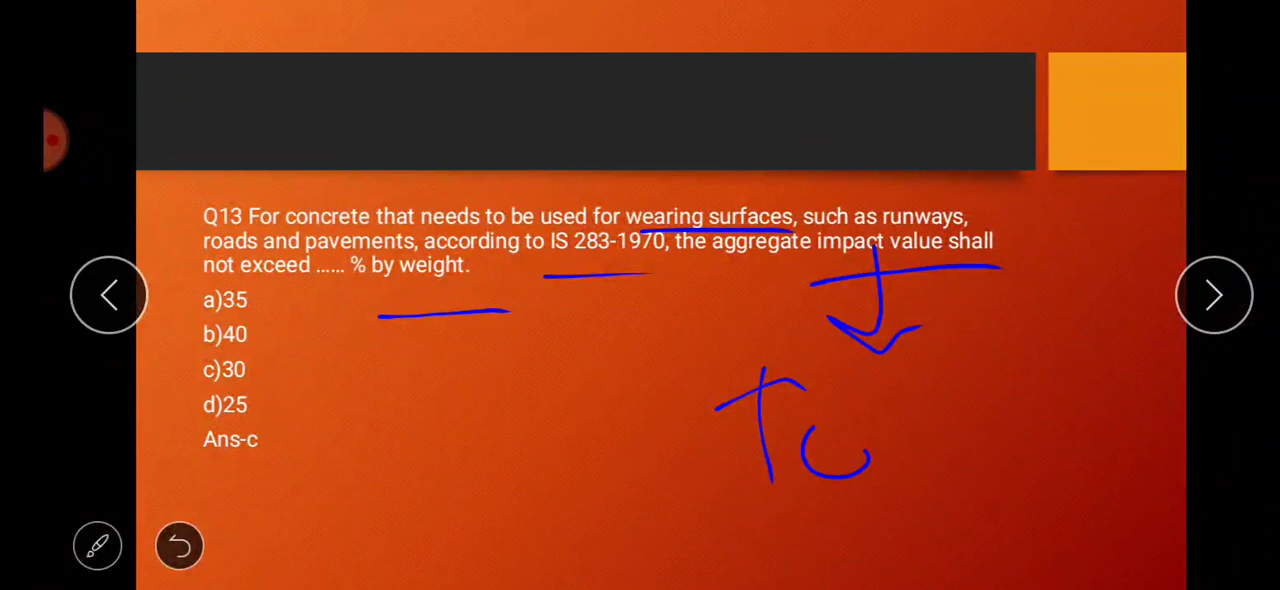 Q13 For concrete that needs to be used for wearing surfaces, such as runways,
roads and pavements, according to IS 283-1970, the aggregate impact value shall
not exceed ...... % by weight.
a)35
b)40
c)30
d)25
Ans-c